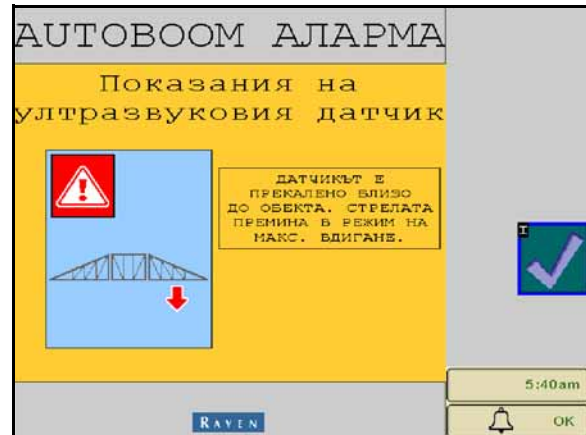 AUTOBOOM АЛАРМА
Показания на
ултразвуковия датчик
ДАТЧИКЪТ Е
ПРЕКАЛЕНО БЛИЗО
ДО ОБЕКТА. СТРЕЛАТА
ПРЕМИНА В РЕЖИМ НА
МАКС. ВДИГАНЕ.
I
5:40am
RAVEN
OK